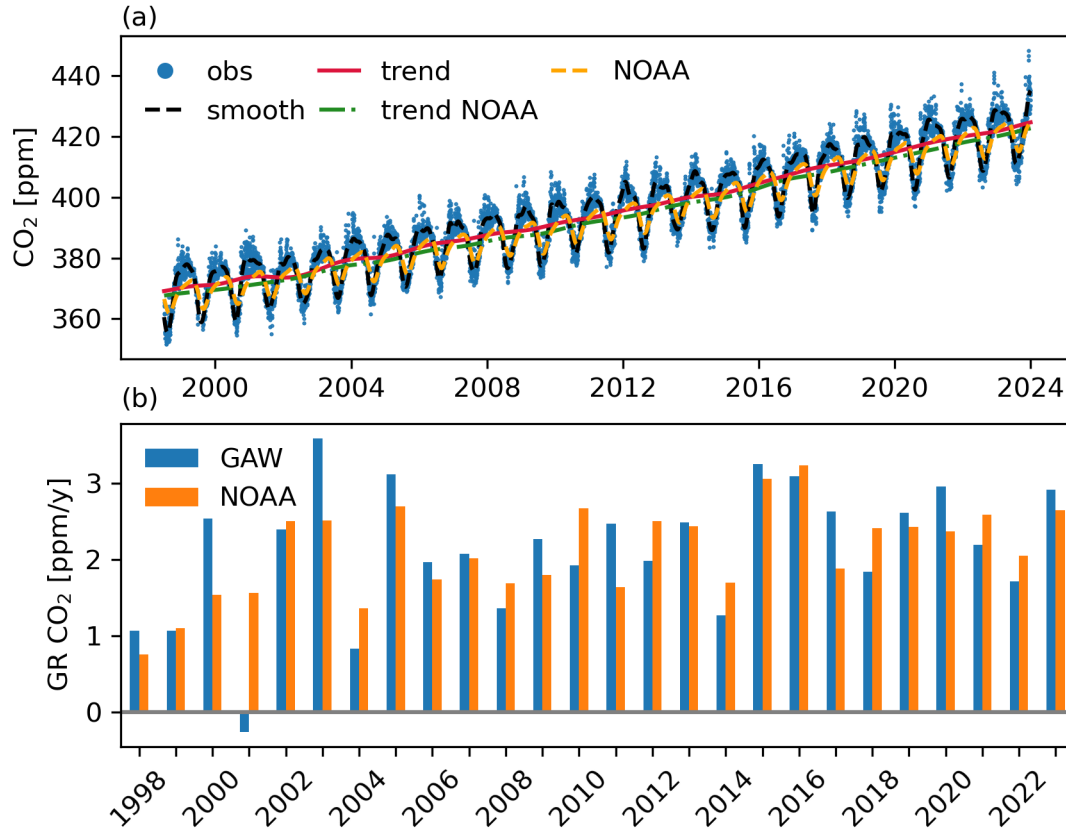 (a)
obs
trend
NOAA
smooth
trend NOAA
CO₂ [ppm]
440
420
400
380
360
2000
2004
2008
2012
2016
2020
2024
(b)
GAW
NOAA
GR CO₂ [ppm/y]
3
2
1
0
1998
2000
2002
2004
2006
2008
2010
2012
2014
2016
2018
2020
2022